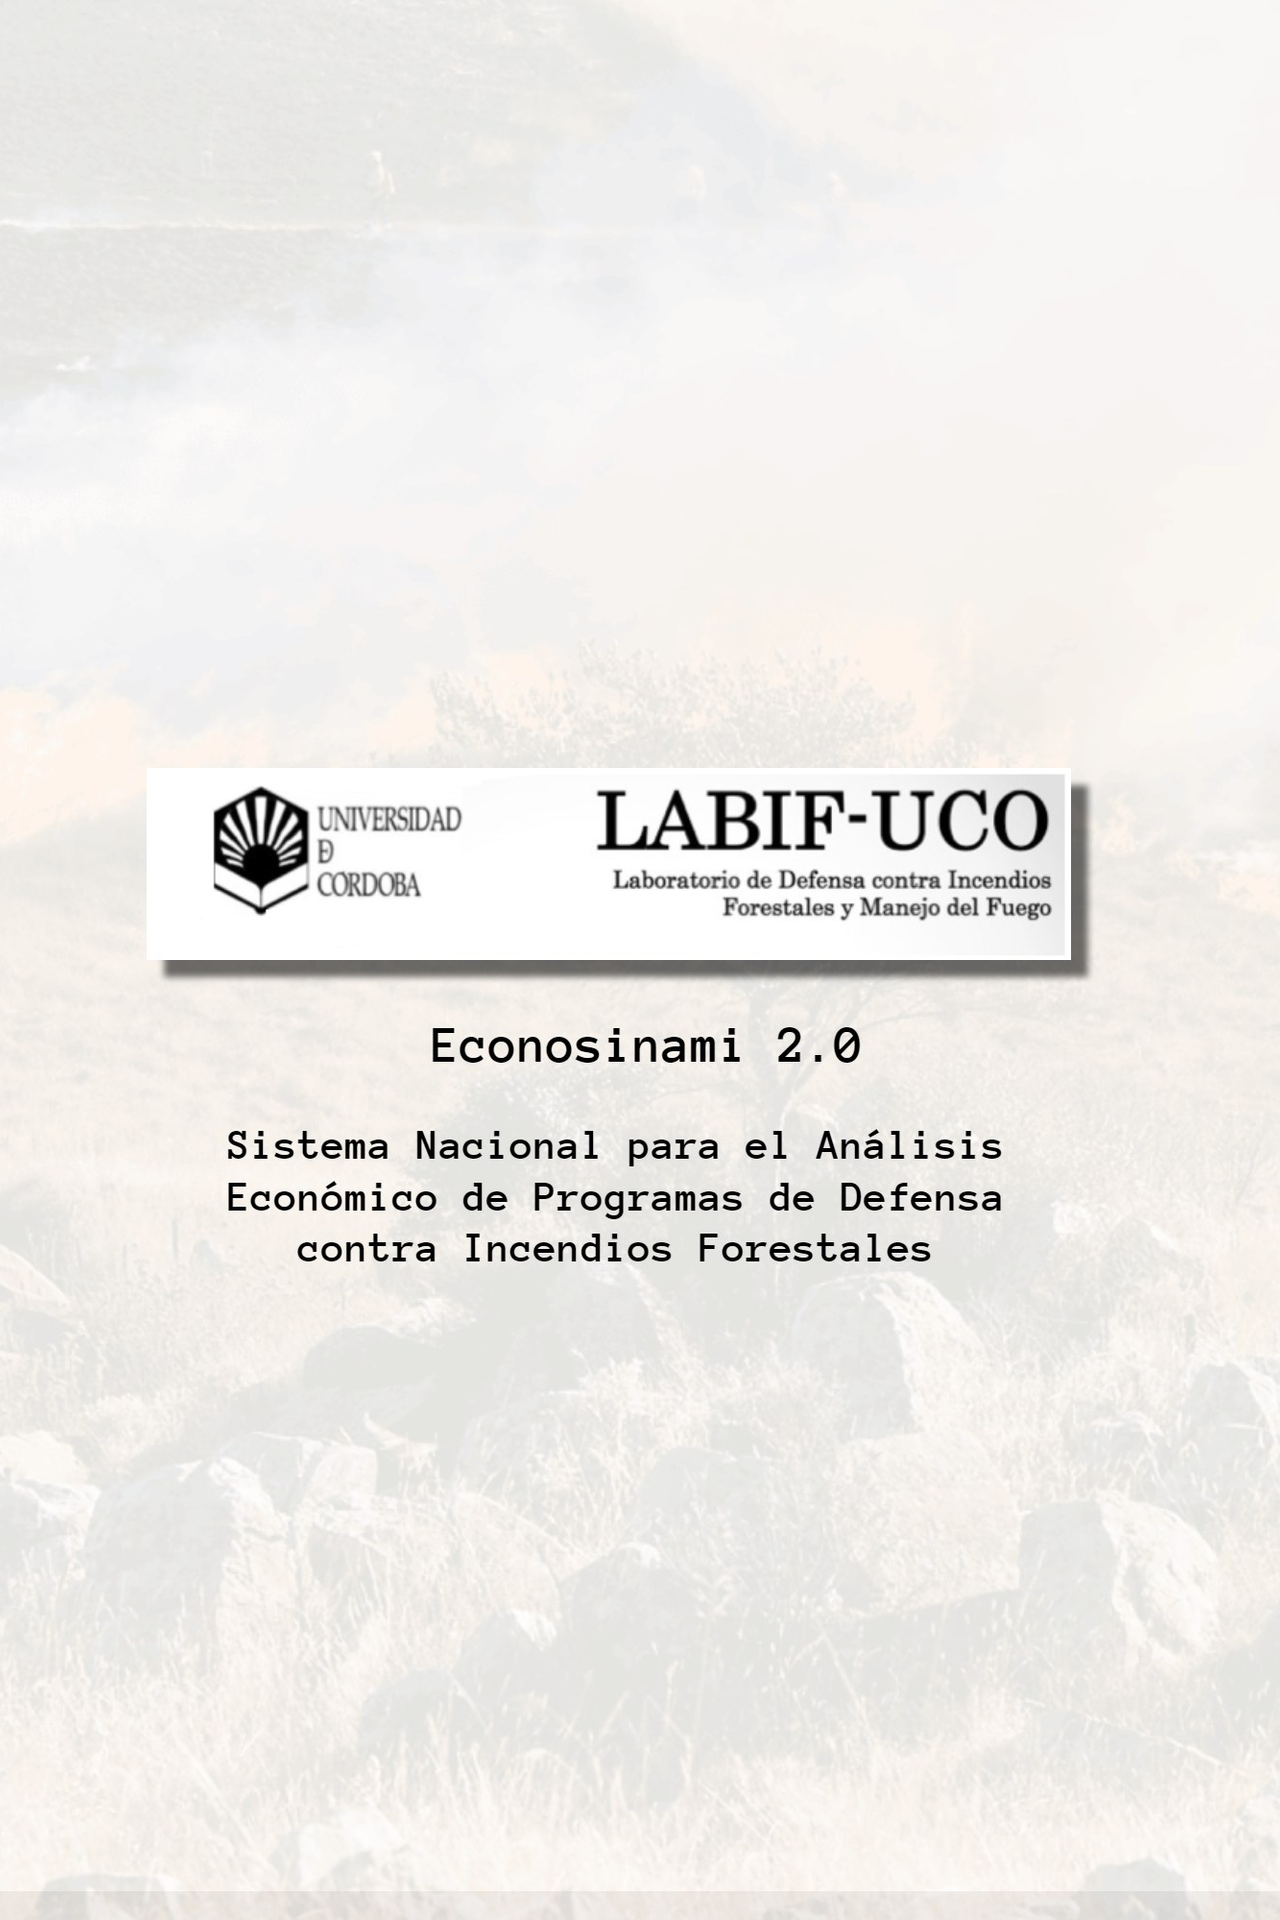 UNIVERSIDAD
D
CORDOBA
LABIF-UCO
Laboratorio de Defensa contra Incendios
Forestales y Manejo del Fuego
Econosinami 2.0
Sistema Nacional para el Análisis
Económico de Programas de Defensa
contra Incendios Forestales